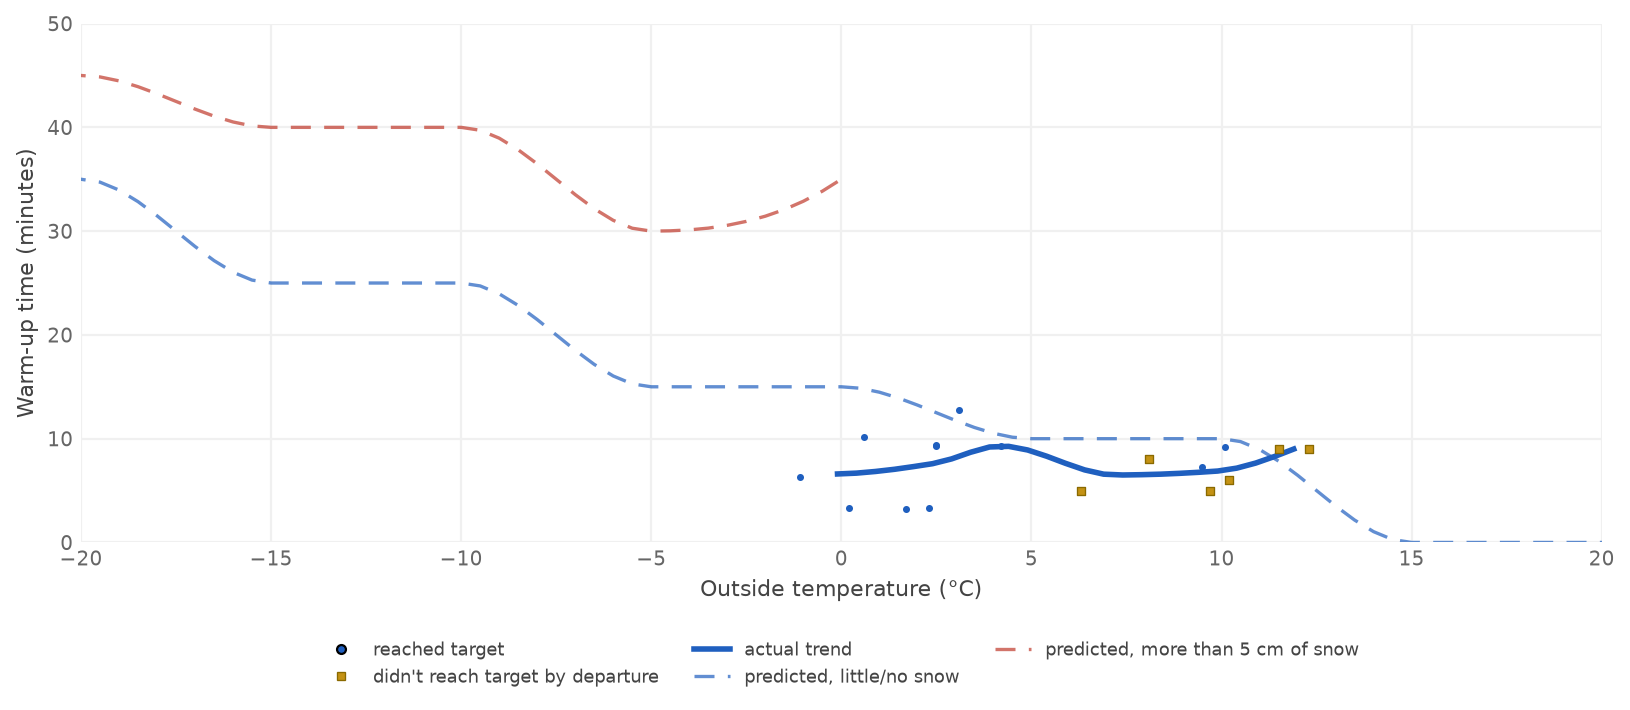 50
40
30
20
10
0
Warm-up time (minutes)
−20
−15
−10
−5
0
5
10
15
20
Outside temperature (°C)
reached target
actual trend
predicted, more than 5 cm of snow
didn't reach target by departure
predicted, little/no snow